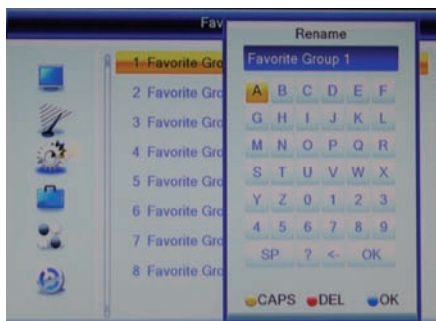 Fav
Rename
Favorite Group 1
1 Favorite Gro
2 Favorite Gro
3 Favorite Gro
4 Favorite Gro
5 Favorite Gro
6 Favorite Gro
7 Favorite Gro
8 Favorite Gro
A B C D E F
G H I J K L
M N O P Q R
S T U V W X
Y Z 0 1 2 3
4 5 6 7 8 9
SP ? <- OK
CAPS DEL OK